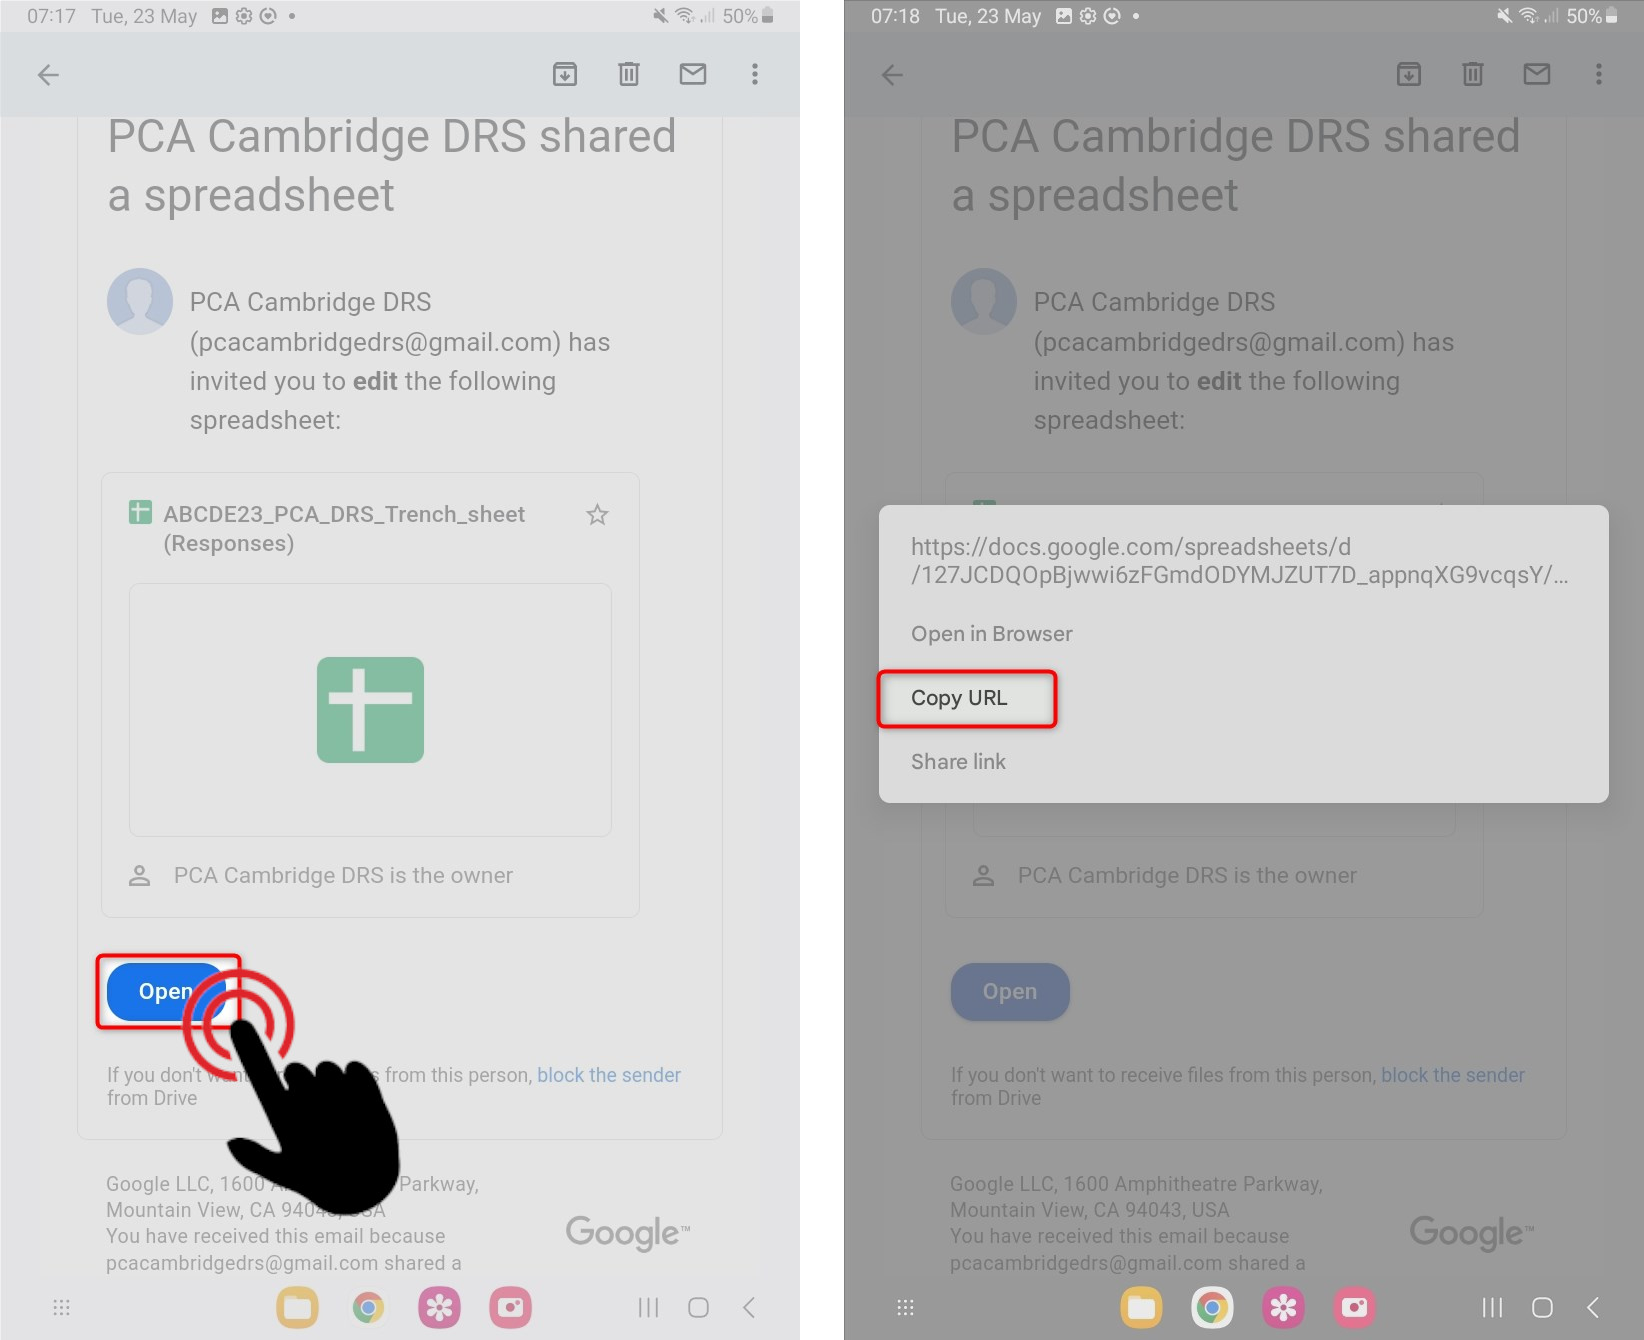 07:17 Tue, 23 May
50%
PCA Cambridge DRS shared
a spreadsheet
PCA Cambridge DRS
(pcacambridgedrs@gmail.com) has
invited you to edit the following
spreadsheet:
ABCDE23_PCA_DRS_Trench_sheet
(Responses)
PCA Cambridge DRS is the owner
Open
If you don't want s from this person, block the sender
from Drive
Google LLC, 1600 Parkway,
Mountain View, CA 94043, USA
You have received this email because
pcacambridgedrs@gmail.com shared a
Google™
07:18 Tue, 23 May
50%
PCA Cambridge DRS shared
a spreadsheet
PCA Cambridge DRS
(pcacambridgedrs@gmail.com) has
invited you to edit the following
spreadsheet:
https://docs.google.com/spreadsheets/d
/127JCDQOpBjwwi6zFGmdODYMJZUT7D_appnqXG9vcqsY/...
Open in Browser
Copy URL
Share link
PCA Cambridge DRS is the owner
Open
If you don't want to receive files from this person, block the sender
from Drive
Google LLC, 1600 Amphitheatre Parkway,
Mountain View, CA 94043, USA
You have received this email because
pcacambridgedrs@gmail.com shared a
Google™